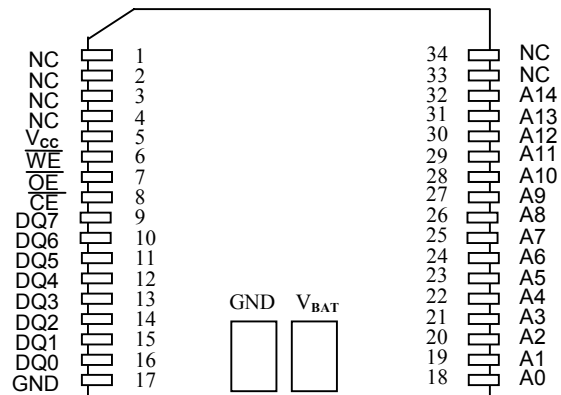 NC 1 34 NC
NC 2 33 NC
NC 3 32 A14
NC 4 31 A13
Vcc 5 30 A12
WE 6 29 A11
OE 7 28 A10
CE 8 27 A9
DQ7 9 26 A8
DQ6 10 25 A7
DQ5 11 24 A6
DQ4 12 23 A5
DQ3 13 22 A4
DQ2 14 21 A3
DQ1 15 20 A2
DQ0 16 19 A1
GND 17 18 A0
GND VBAT